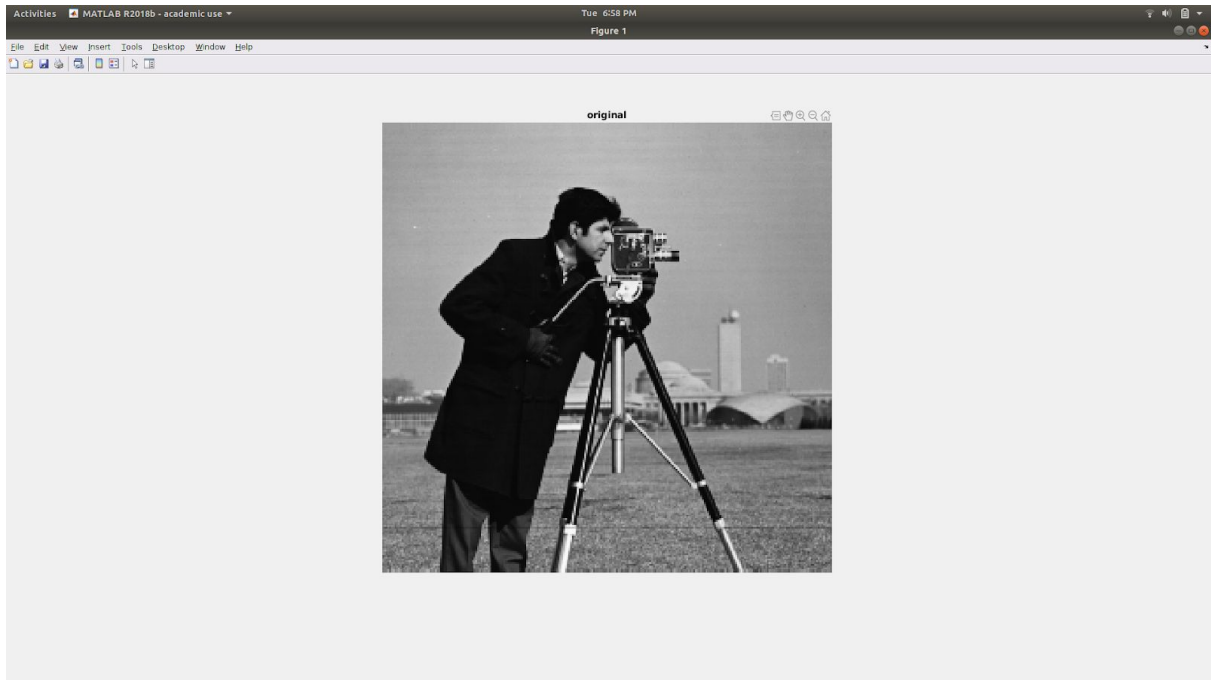 Activities MATLAB R2018b - academic use Tue 6:58 PM
Figure 1
File Edit View Insert Tools Desktop Window Help
original